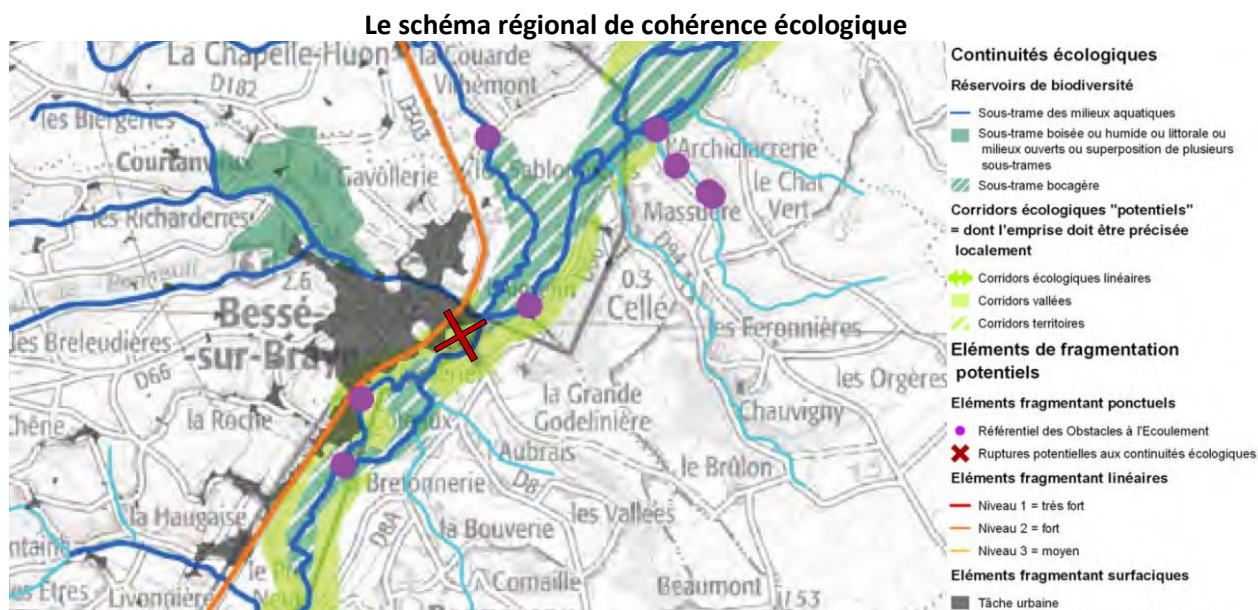 Le schéma régional de cohérence écologique
La Chapelle-Huon
la Couarde
Vilhémont
D182
D303
les Biergeries
Courtanvaux
la Gavollerie
les Sablonnières
l'Archidiacrerie
le Chat
Vert
Massuère
les Richarderies
D94
2.6
0.3
Cellé
Bessé-
-sur-Braye
les Breleudières
D66
les Feronnières
les Orgères
la Grande
Godelinière
la Roche
Chauvigny
l'Aubrais
D8
le Brûlon
Bretonnerie
la Haugaise
D8A
les Vallées
la Bouverie
Cornaille
Beaumont
Livonnière
Continuités écologiques
Réservoirs de biodiversité
Sous-trame des milieux aquatiques
Sous-trame boisée ou humide ou littorale ou
milieux ouverts ou superposition de plusieurs
sous-trames
Sous-trame bocagère
Corridors écologiques "potentiels"
= dont l'emprise doit être précisée
localement
Corridors écologiques linéaires
Corridors vallées
Corridors territoires
Eléments de fragmentation
potentiels
Eléments fragmentant ponctuels
Référentiel des Obstacles à l'Ecoulement
Ruptures potentielles aux continuités écologiques
Eléments fragmentant linéaires
Niveau 1 = très fort
Niveau 2 = fort
Niveau 3 = moyen
Eléments fragmentant surfaciques
Tâche urbaine